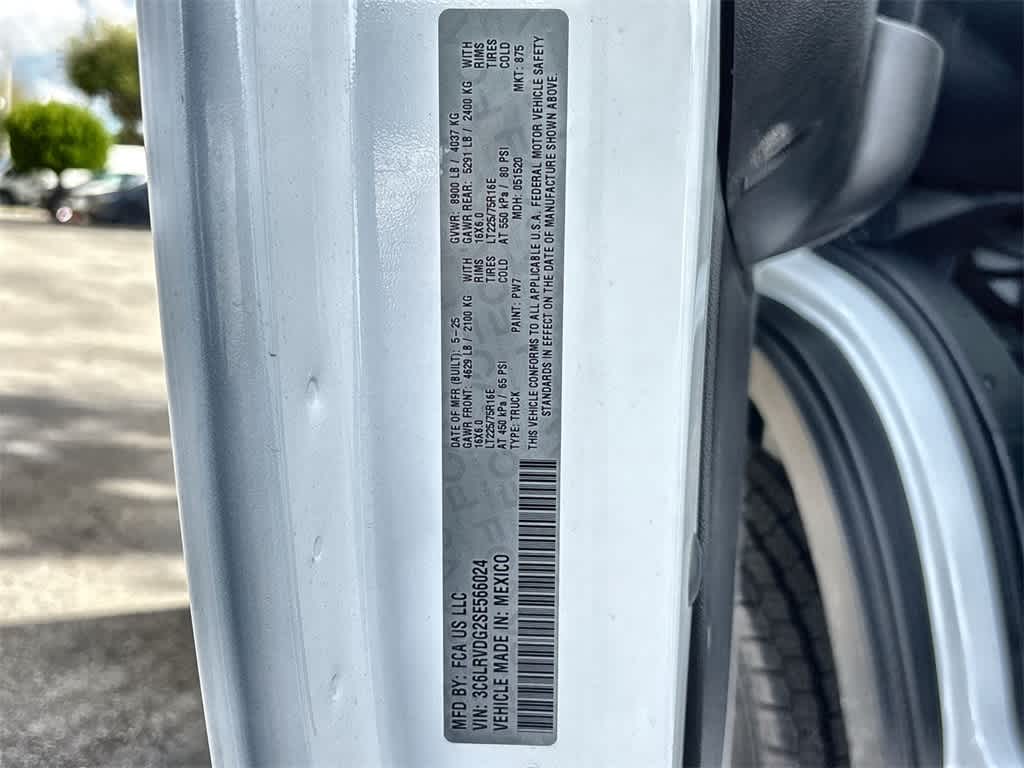 MFD BY: FCA US LLC
VIN: 3C6LRVDG2SE566024
VEHICLE MADE IN: MEXICO
DATE OF MFR (BUILT): 5-25 GVWR: 8900 LB / 4037 KG
GAWR FRONT: 4629 LB / 2100 KG WITH GAWR REAR: 5291 LB / 2400 KG WITH
16X6.0 RIMS 16X6.0 RIMS
LT225/75R16E TIRES LT225/75R16E TIRES
AT 450 kPa / 65 PSI COLD AT 550 kPa / 80 PSI COLD
TYPE: TRUCK PAINT: PW7 MDH: 051520 MKT: 875
THIS VEHICLE CONFORMS TO ALL APPLICABLE U.S.A. FEDERAL MOTOR VEHICLE SAFETY
STANDARDS IN EFFECT ON THE DATE OF MANUFACTURE SHOWN ABOVE.